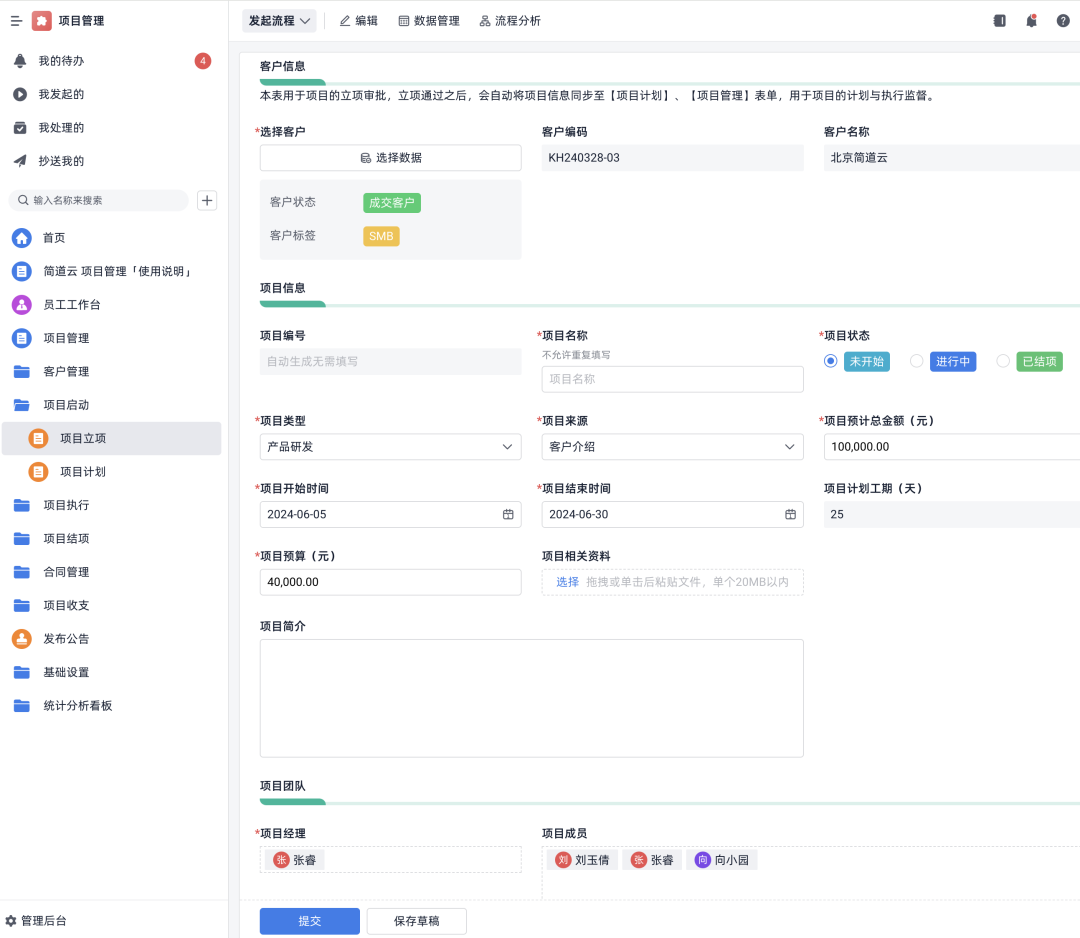 项目管理
我的待办 4
我发起的
我处理的
抄送我的
输入名称来搜索
首页
简道云 项目管理「使用说明」
员工工作台
项目管理
客户管理
项目启动
项目立项
项目计划
项目执行
项目结项
合同管理
项目收支
发布公告
基础设置
统计分析看板
管理后台
发起流程 编辑 数据管理 流程分析
客户信息
本表用于项目的立项审批，立项通过之后，会自动将项目信息同步至【项目计划】、【项目管理】表单，用于项目的计划与执行监督。
*选择客户 客户编码 客户名称
选择数据 KH240328-03 北京简道云
客户状态 成交客户
客户标签 SMB
项目信息
项目编号 *项目名称 *项目状态
不允许重复填写
自动生成无需填写 项目名称 未开始 进行中 已结项
*项目类型 *项目来源 *项目预计总金额（元）
产品研发 客户介绍 100,000.00
*项目开始时间 *项目结束时间 项目计划工期（天）
2024-06-05 2024-06-30 25
*项目预算（元） 项目相关资料
40,000.00 选择 拖拽或单击后粘贴文件，单个20MB以内
项目简介
项目团队
*项目经理 项目成员
张 张睿 刘 刘玉倩 张 张睿 向 向小园
提交 保存草稿